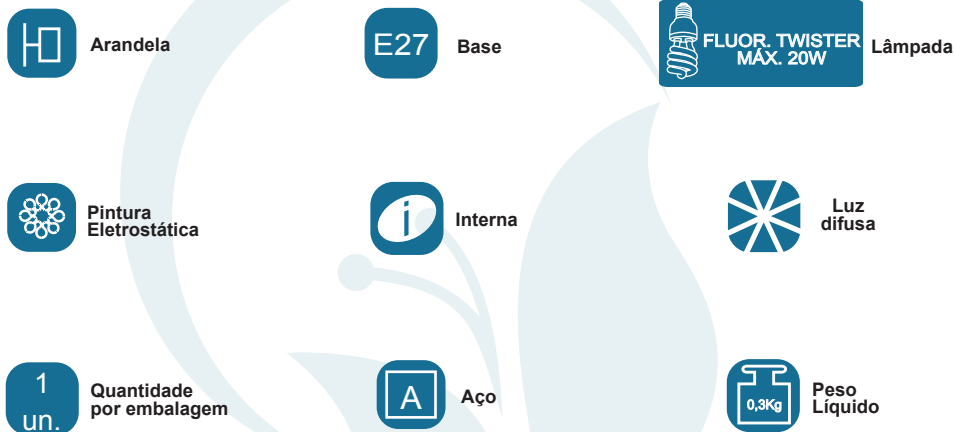 Arandela
E27
Base
FLUOR. TWISTER
MÁX. 20W
Lâmpada
Pintura
Eletrostática
i
Interna
Luz
difusa
1
un.
Quantidade
por embalagem
A
Aço
0,3Kg
Peso
Líquido